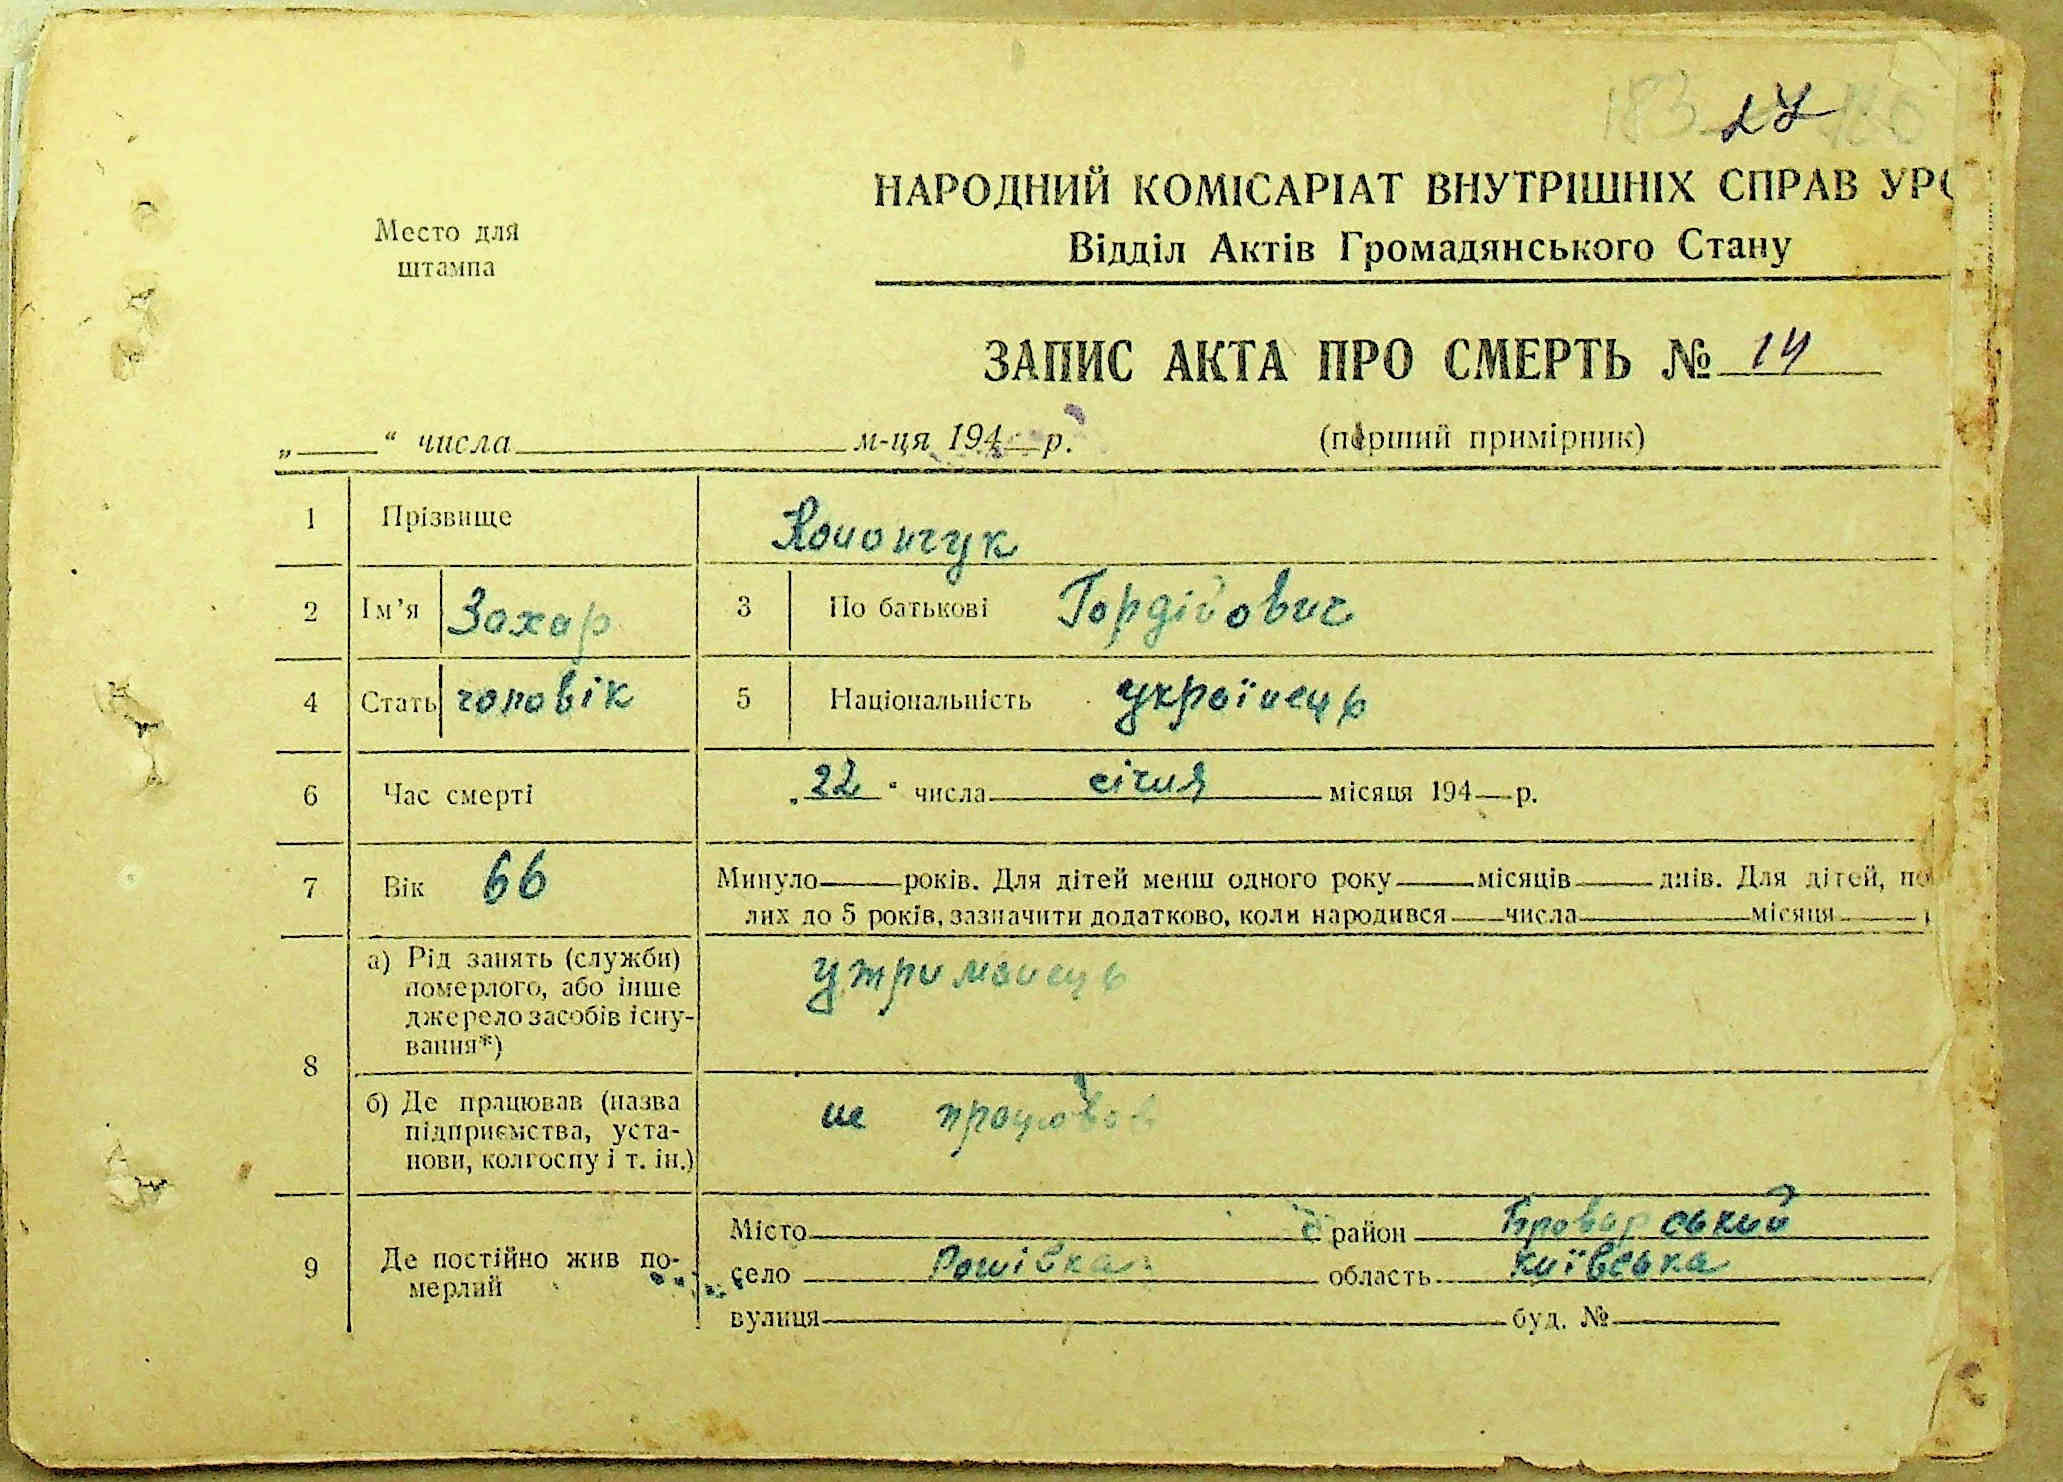 183 27
НАРОДНИЙ КОМІСАРІАТ ВНУТРІШНІХ СПРАВ УРС
Место для
штампа
Відділ Актів Громадянського Стану
ЗАПИС АКТА ПРО СМЕРТЬ № 14
„ “ числа м-ця 194 р. (перший примірник)
1 Прізвище Конончук
2 Ім’я Захар 3 По батькові Гордійович
4 Стать чоловік 5 Національність українець
6 Час смерті „22“ числа січня місяця 194 р.
7 Вік 66 Минуло років. Для дітей менш одного року місяців днів. Для дітей, по
лих до 5 років, зазначити додатково, коли народився числа місяця
8 а) Рід занять (служби) померлого, або інше джерело засобів існування*) утриманець
б) Де працював (назва підприємства, установи, колгоспу і т. ін.) не працював
9 Де постійно жив померлий
Місто район Броварський
село область київська
вулиця буд. №